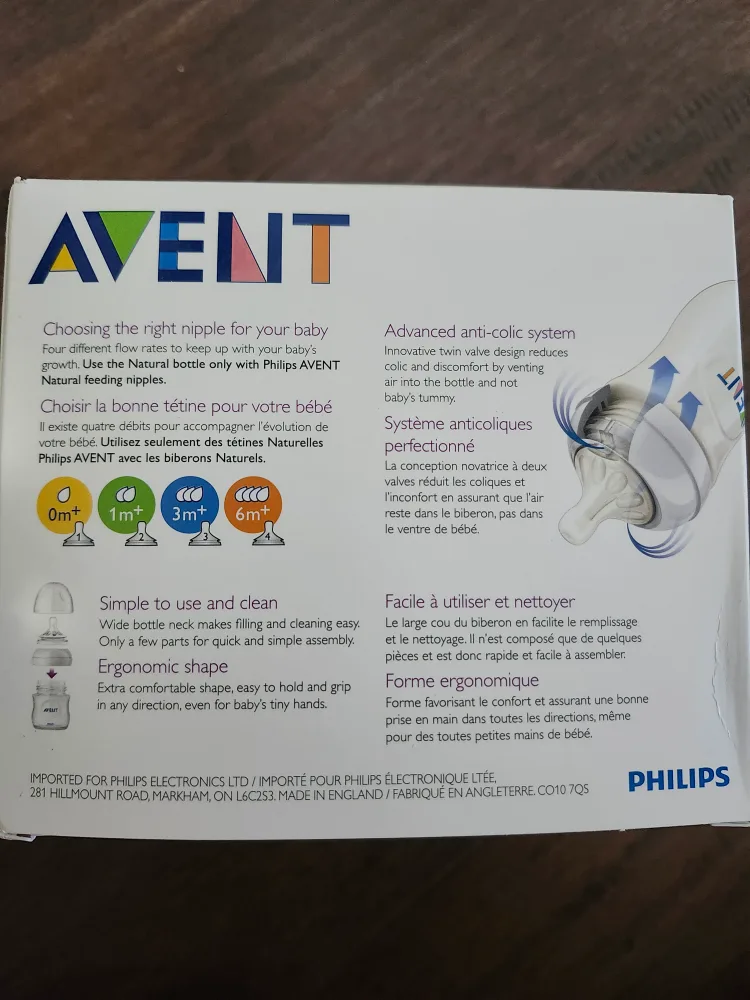 AVENT
Choosing the right nipple for your baby
Four different flow rates to keep up with your baby's
growth. Use the Natural bottle only with Philips AVENT
Natural feeding nipples.
Choisir la bonne tétine pour votre bébé
Il existe quatre débits pour accompagner l'évolution de
votre bébé. Utilisez seulement des tétines Naturelles
Philips AVENT avec les biberons Naturels.
0m+ 1m+ 3m+ 6m+
1 2 3 4
Advanced anti-colic system
Innovative twin valve design reduces
colic and discomfort by venting
air into the bottle and not
baby's tummy.
Système anticoliques
perfectionné
La conception novatrice à deux
valves réduit les coliques et
l'inconfort en assurant que l'air
reste dans le biberon, pas dans
le ventre de bébé.
Simple to use and clean
Wide bottle neck makes filling and cleaning easy.
Only a few parts for quick and simple assembly.
Ergonomic shape
Extra comfortable shape, easy to hold and grip
in any direction, even for baby's tiny hands.
AVENT
Facile à utiliser et nettoyer
Le large cou du biberon en facilite le remplissage
et le nettoyage. Il n'est composé que de quelques
pièces et est donc rapide et facile à assembler.
Forme ergonomique
Forme favorisant le confort et assurant une bonne
prise en main dans toutes les directions, même
pour des toutes petites mains de bébé.
IMPORTED FOR PHILIPS ELECTRONICS LTD / IMPORTÉ POUR PHILIPS ÉLECTRONIQUE LTÉE,
281 HILLMOUNT ROAD, MARKHAM, ON L6C2S3. MADE IN ENGLAND / FABRIQUÉ EN ANGLETERRE. CO10 7QS
PHILIPS